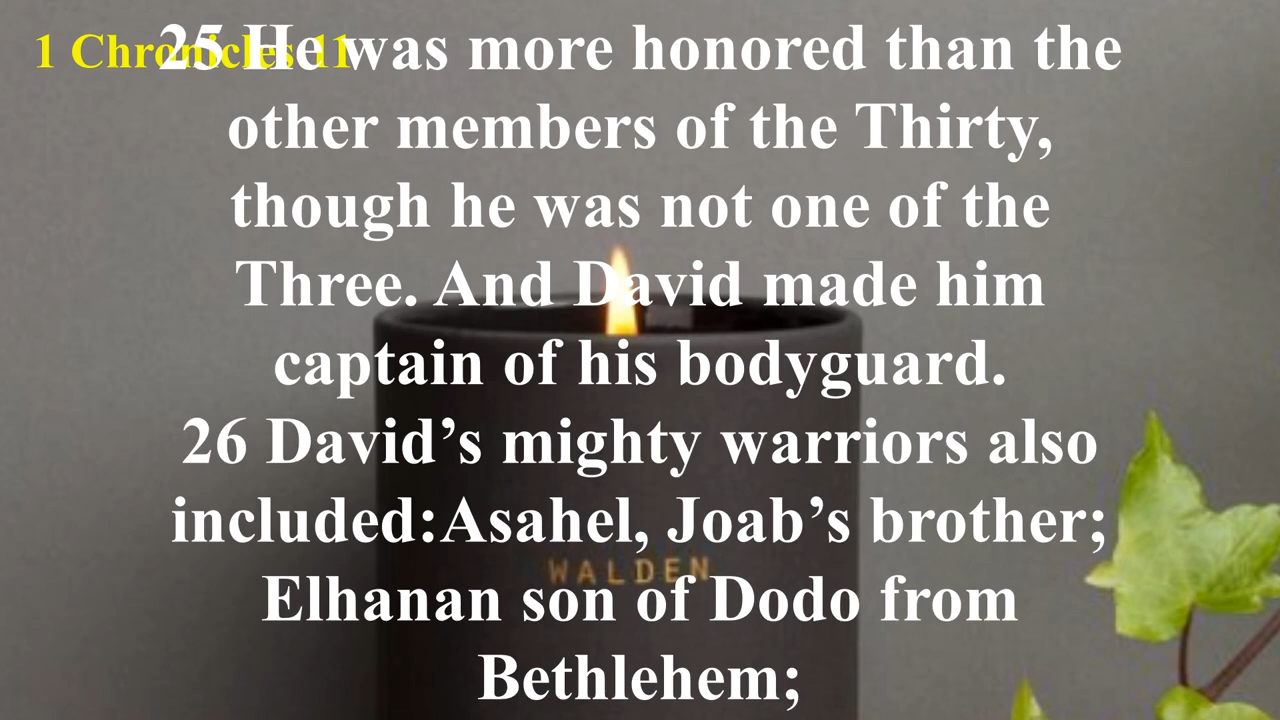 1 Chronicles 11
25 He was more honored than the
other members of the Thirty,
though he was not one of the
Three. And David made him
captain of his bodyguard.
26 David’s mighty warriors also
included:Asahel, Joab’s brother;
WALDEN
Elhanan son of Dodo from
Bethlehem;